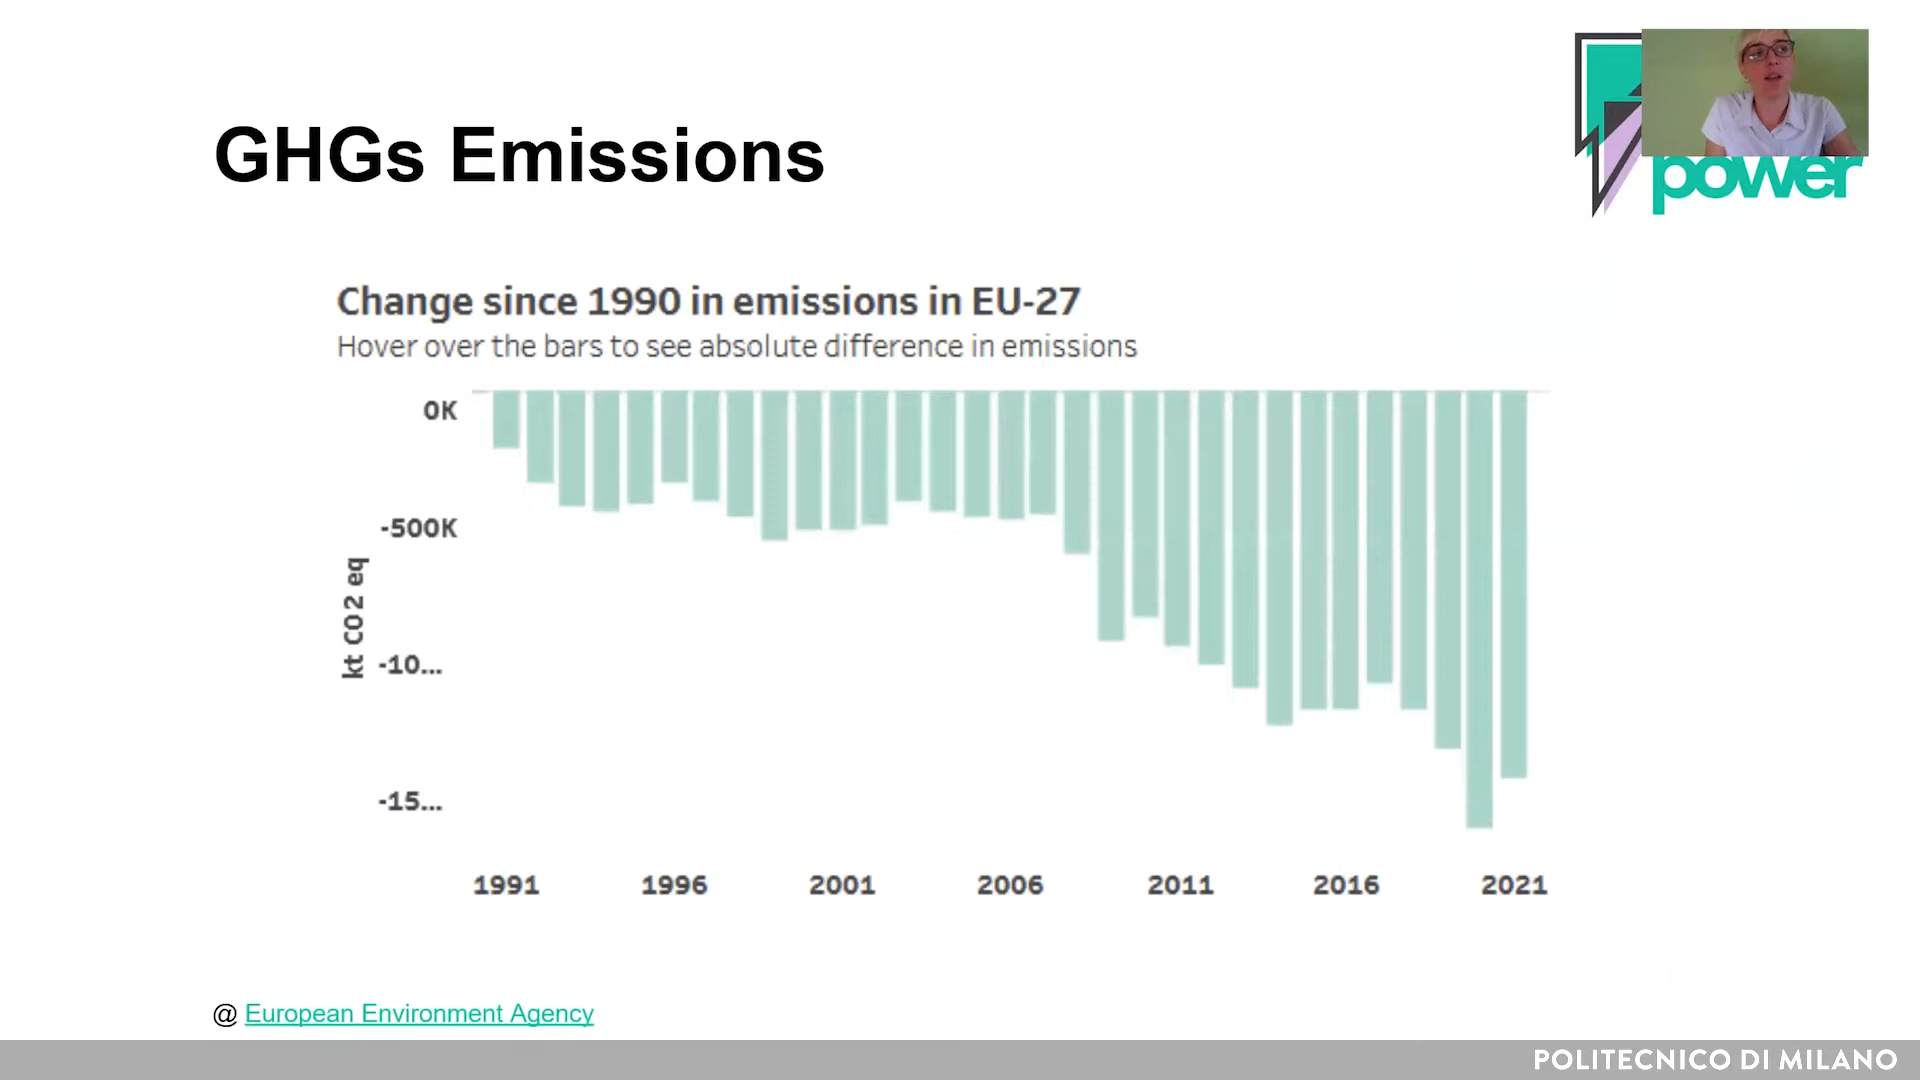 GHGs Emissions
power
Change since 1990 in emissions in EU-27
Hover over the bars to see absolute difference in emissions
0K
-500K
-10...
-15...
kt CO2 eq
1991 1996 2001 2006 2011 2016 2021
@ European Environment Agency
POLITECNICO DI MILANO